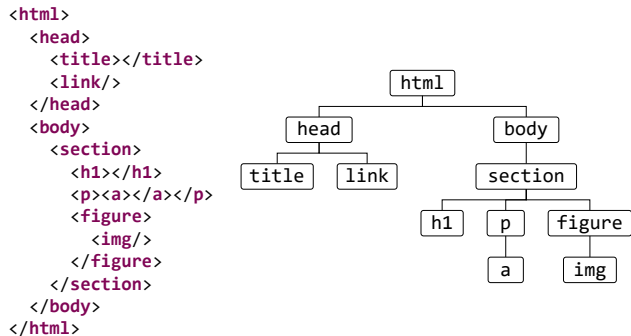 <html>
<head>
<title></title>
<link/>
</head>
<body>
<section>
<h1></h1>
<p><a></a></p>
<figure>
<img/>
</figure>
</section>
</body>
</html>
html
head body
title link section
h1 p figure
a img